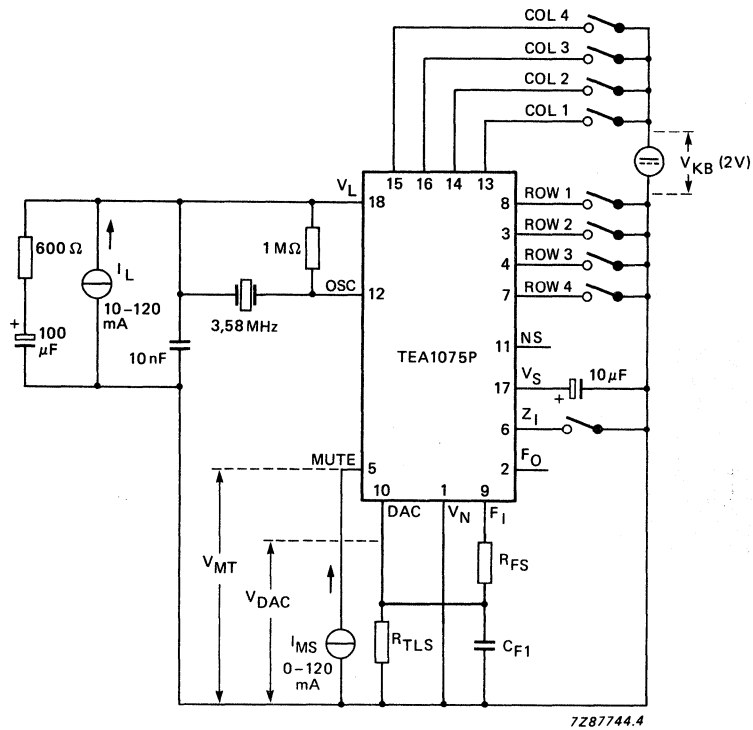 COL 4
COL 3
COL 2
COL 1
V_KB (2V)
V_L
15
16
14
13
18
8
ROW 1
3
ROW 2
4
ROW 3
7
ROW 4
600 Ω
I_L
10–120
mA
1 MΩ
OSC
12
3,58 MHz
+
100
µF
10 nF
TEA1075P
11
NS
17
V_S
10 µF
+
6
Z_I
2
F_O
MUTE
5
10
1
9
DAC
V_N
F_I
V_MT
V_DAC
I_MS
0–120
mA
R_FS
R_TLS
C_F1
7Z87744.4